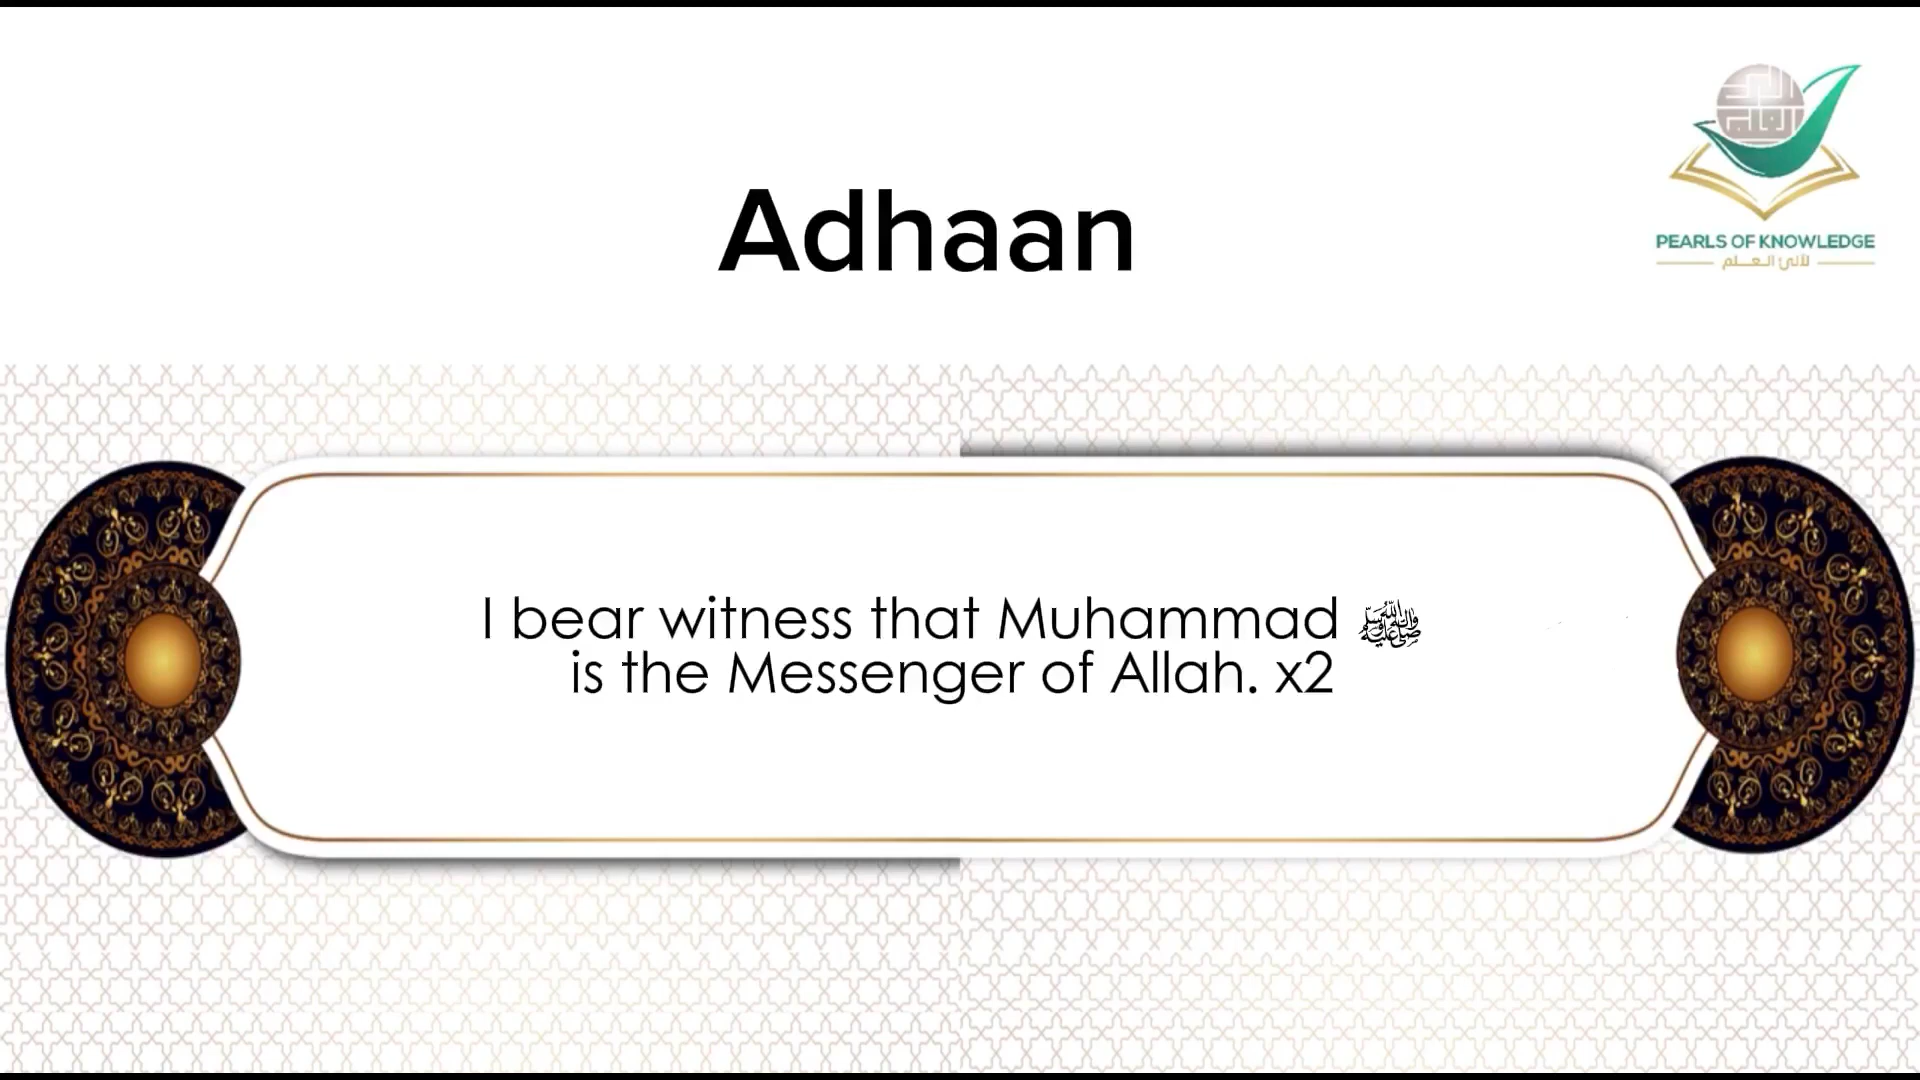 Adhaan
PEARLS OF KNOWLEDGE
لآلئ العلم
I bear witness that Muhammad ﷺ
is the Messenger of Allah. x2